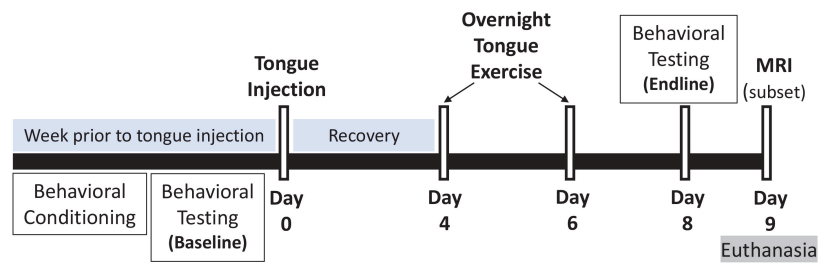 Overnight
Tongue
Exercise
Behavioral
Testing
(Endline)
Tongue
Injection
MRI
(subset)
Week prior to tongue injection
Recovery
Behavioral
Conditioning
Behavioral
Testing
(Baseline)
Day
0
Day
4
Day
6
Day
8
Day
9
Euthanasia